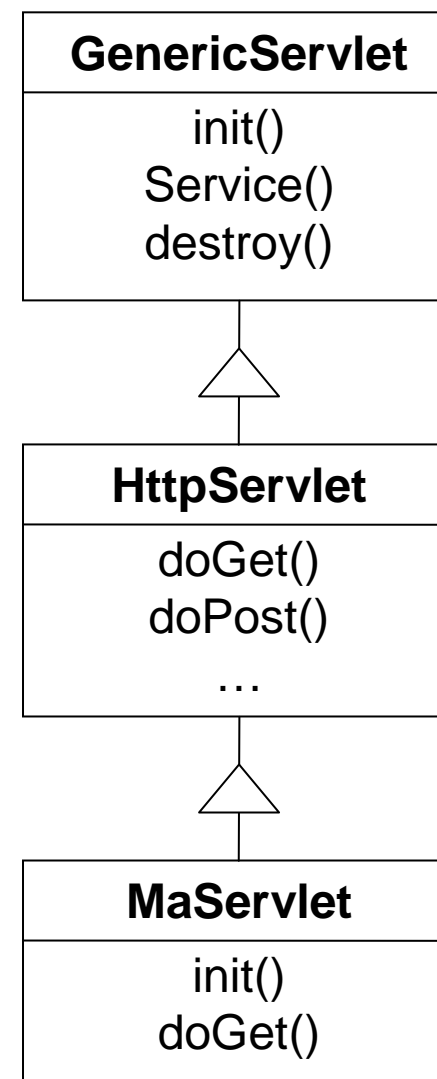 GenericServlet
init()
Service()
destroy()
HttpServlet
doGet()
doPost()
…
MaServlet
init()
doGet()